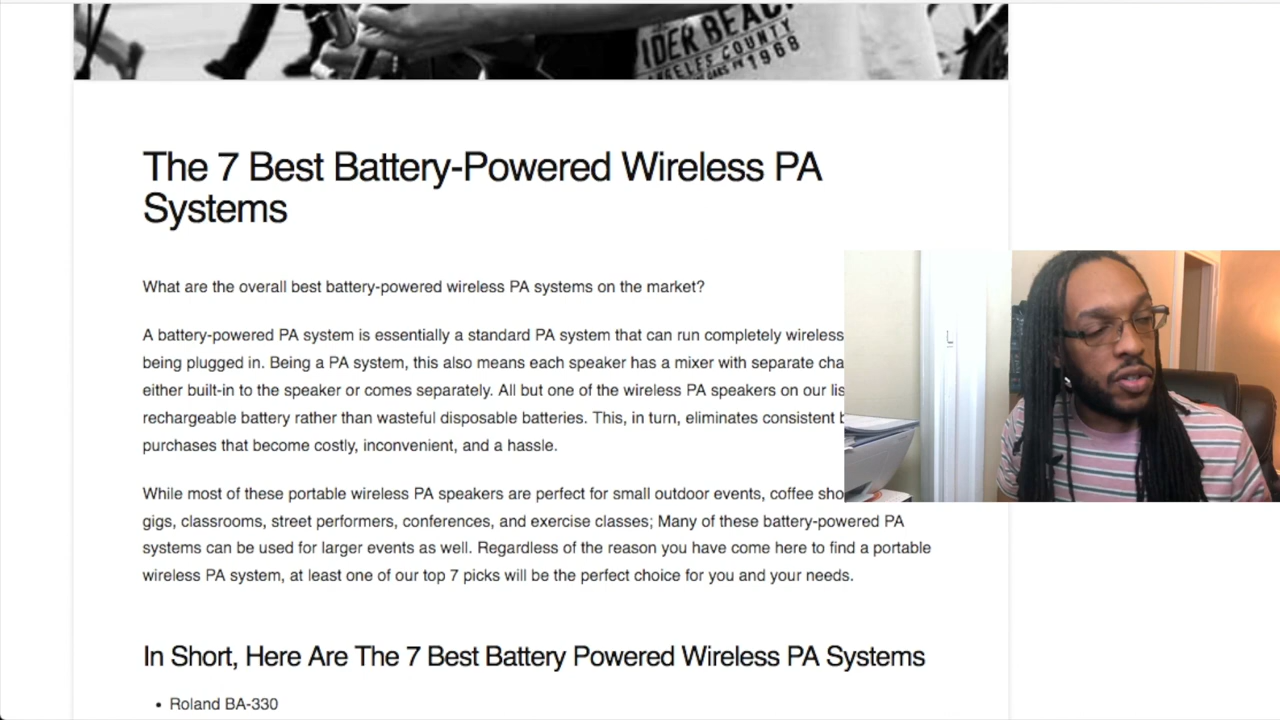 IDER BEAC
ANGELES COUNTY
1968
The 7 Best Battery-Powered Wireless PA
Systems
What are the overall best battery-powered wireless PA systems on the market?
A battery-powered PA system is essentially a standard PA system that can run completely wireless
being plugged in. Being a PA system, this also means each speaker has a mixer with separate cha
either built-in to the speaker or comes separately. All but one of the wireless PA speakers on our lis
rechargeable battery rather than wasteful disposable batteries. This, in turn, eliminates consistent b
purchases that become costly, inconvenient, and a hassle.
While most of these portable wireless PA speakers are perfect for small outdoor events, coffee sho
gigs, classrooms, street performers, conferences, and exercise classes; Many of these battery-powered PA
systems can be used for larger events as well. Regardless of the reason you have come here to find a portable
wireless PA system, at least one of our top 7 picks will be the perfect choice for you and your needs.
In Short, Here Are The 7 Best Battery Powered Wireless PA Systems
• Roland BA-330